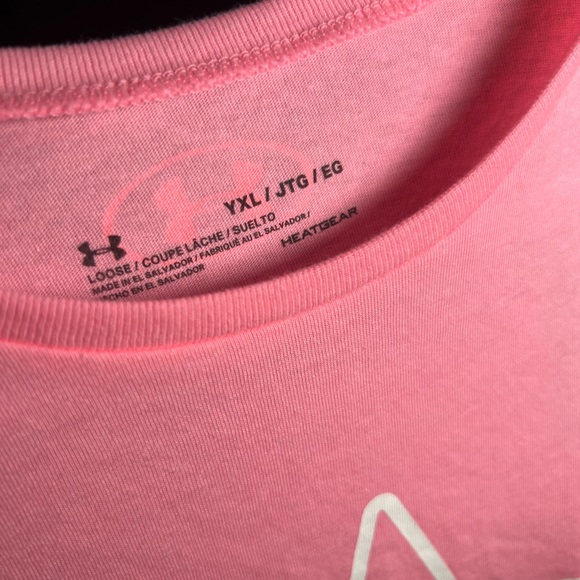 YXL / JTG / EG
LOOSE / COUPE LÂCHE / SUELTO
MADE IN EL SALVADOR / FABRIQUÉ AU EL SALVADOR /
HECHO EN EL SALVADOR
HEATGEAR